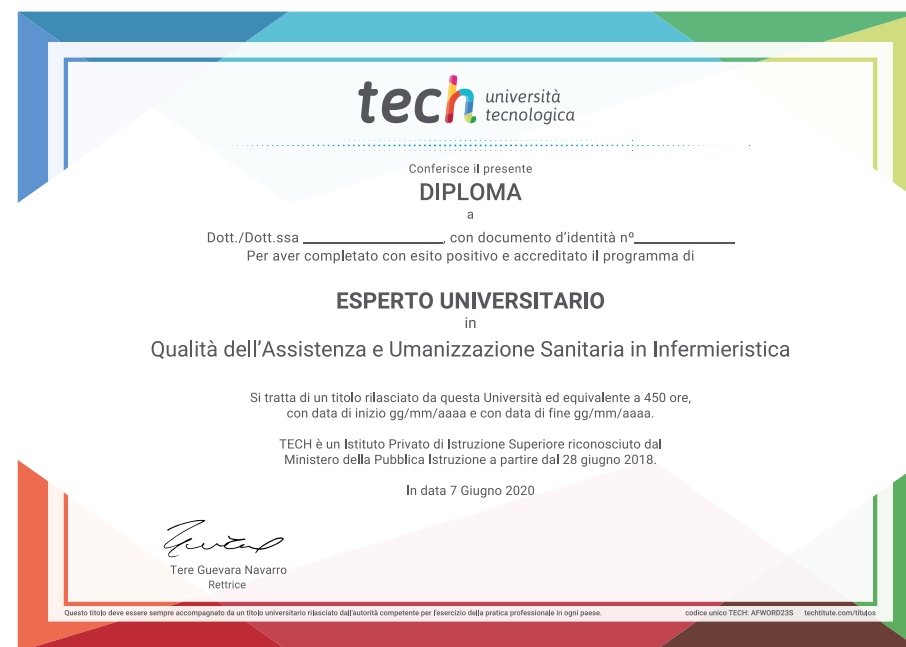 tech università
tecnologica
Conferisce il presente
DIPLOMA
a
Dott./Dott.ssa ________________, con documento d'identità nº____________
Per aver completato con esito positivo e accreditato il programma di
ESPERTO UNIVERSITARIO
in
Qualità dell'Assistenza e Umanizzazione Sanitaria in Infermieristica
Si tratta di un titolo rilasciato da questa Università ed equivalente a 450 ore,
con data di inizio gg/mm/aaaa e con data di fine gg/mm/aaaa.
TECH è un Istituto Privato di Istruzione Superiore riconosciuto dal
Ministero della Pubblica Istruzione a partire dal 28 giugno 2018.
In data 7 Giugno 2020
Tere Guevara Navarro
Rettrice
Questo titolo deve essere sempre accompagnato da un titolo universitario rilasciato dall'autorità competente per l'esercizio della pratica professionale in ogni paese. codice unico TECH: AFWORD23S techtitute.com/titulos